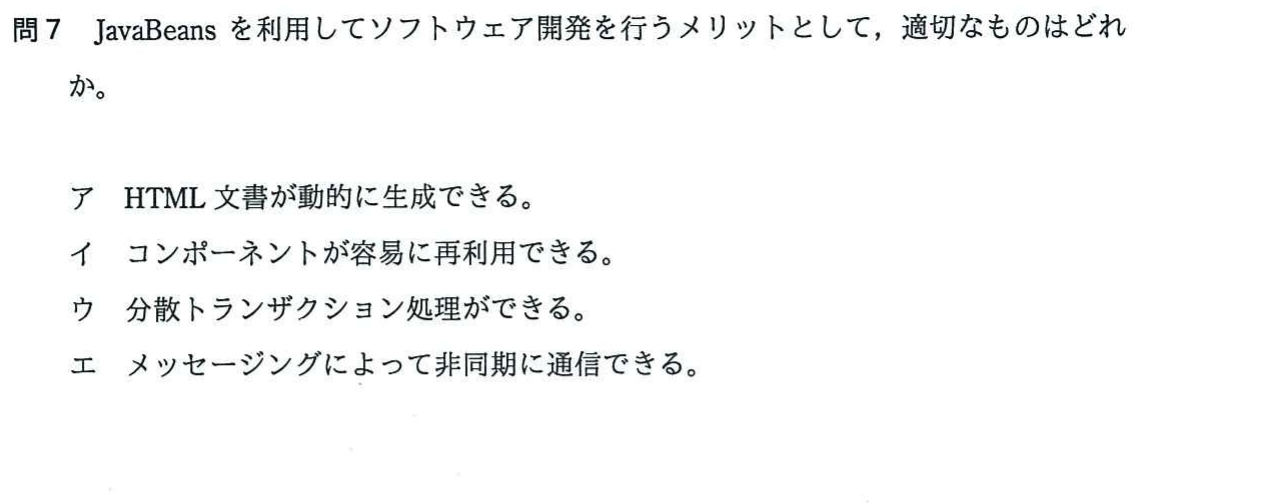 問7 JavaBeans を利用してソフトウェア開発を行うメリットとして，適切なものはどれ
か。
ア HTML 文書が動的に生成できる。
イ コンポーネントが容易に再利用できる。
ウ 分散トランザクション処理ができる。
エ メッセージングによって非同期に通信できる。